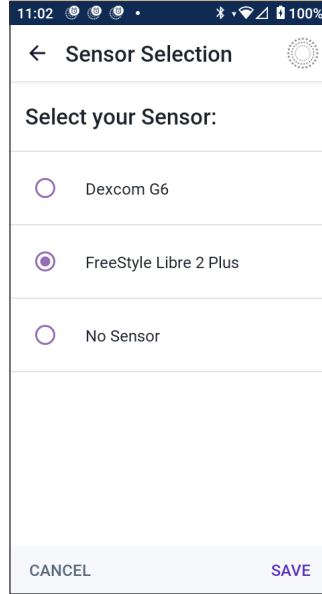 11:02 100%
Sensor Selection
Select your Sensor:
Dexcom G6
FreeStyle Libre 2 Plus
No Sensor
CANCEL SAVE